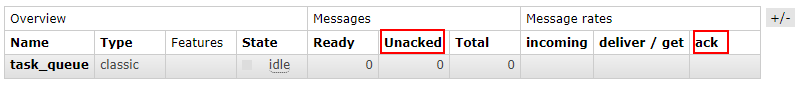 Overview Messages Message rates +/-
Name Type Features State Ready Unacked Total incoming deliver / get ack
task_queue classic idle 0 0 0